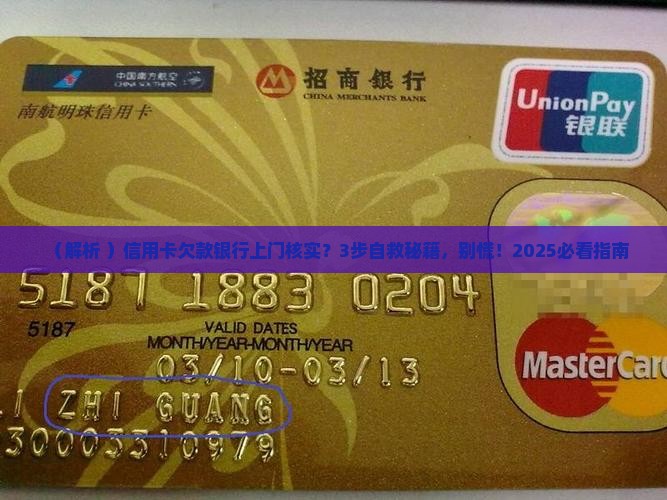 中国南方航空
CHINA SOUTHERN
南航明珠信用卡
招商銀行
CHINA MERCHANTS BANK
UnionPay
银联
（解析 ）信用卡欠款银行上门核实？3步自救秘籍，别慌！2025必看指南
5187 1883 0204
5187
VALID DATES
MONTH/YEAR-MONTH/YEAR
03/10-03/13
MasterCard
ZHI GUANG
30003310979